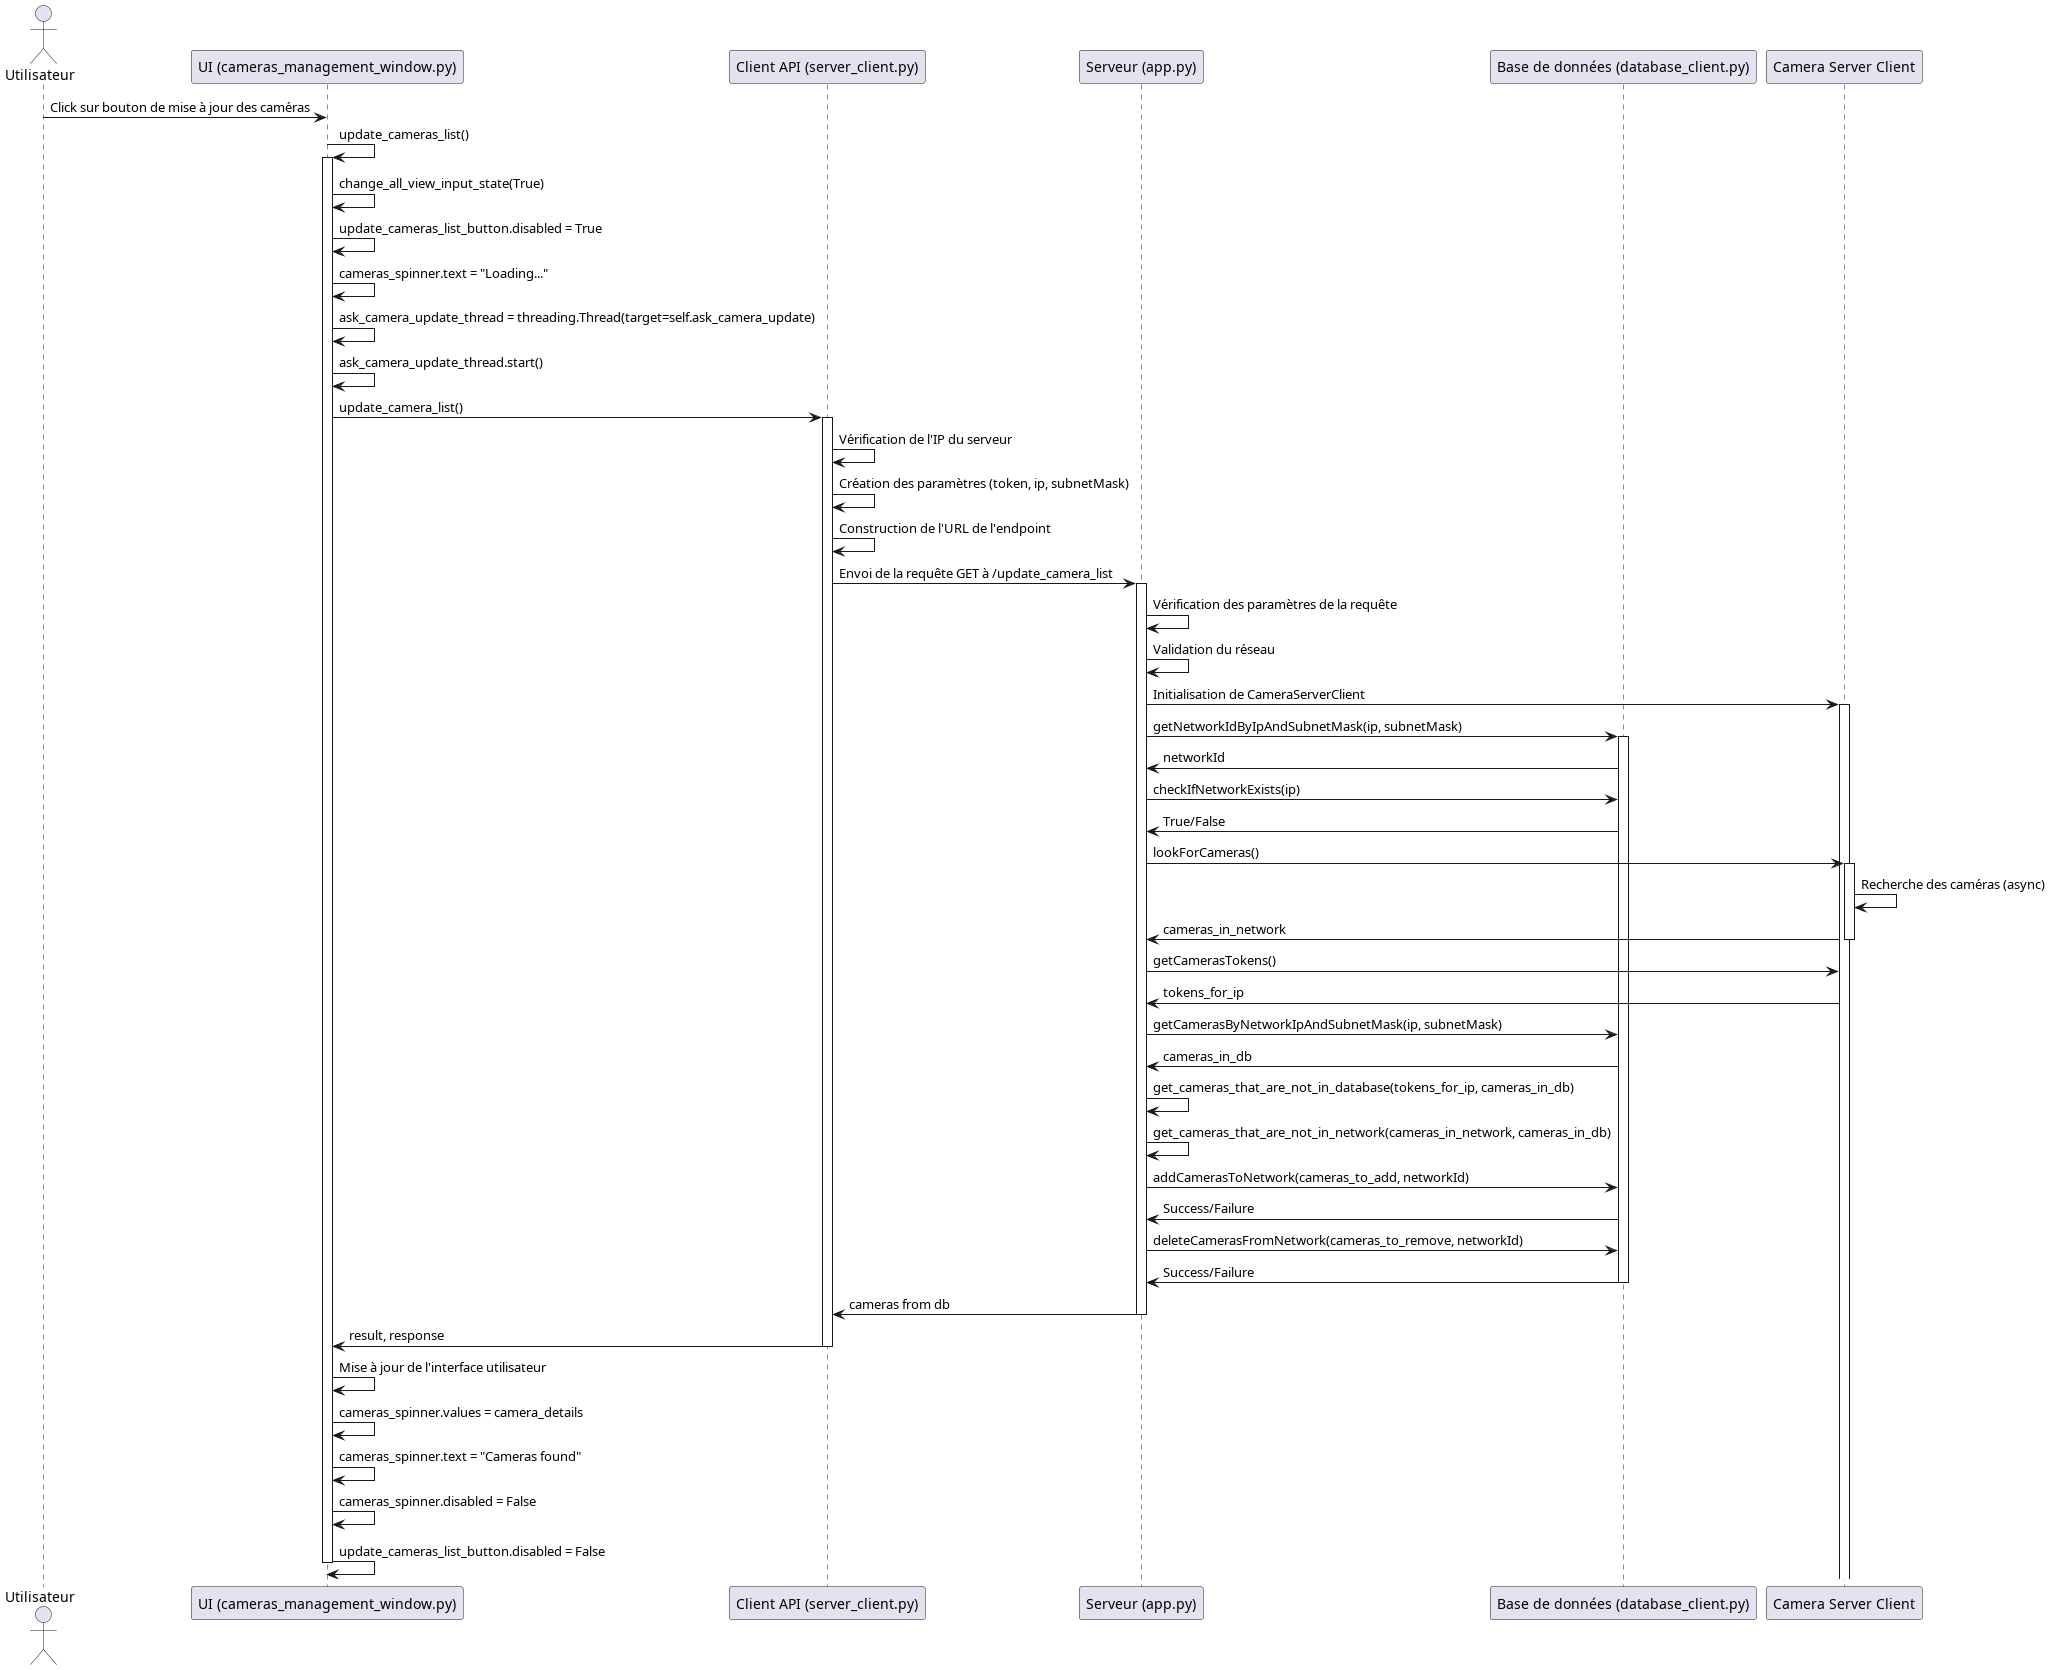 Utilisateur
UI (cameras_management_window.py)
Client API (server_client.py)
Serveur (app.py)
Base de données (database_client.py)
Camera Server Client
Click sur bouton de mise à jour des caméras
update_cameras_list()
change_all_view_input_state(True)
update_cameras_list_button.disabled = True
cameras_spinner.text = "Loading..."
ask_camera_update_thread = threading.Thread(target=self.ask_camera_update)
ask_camera_update_thread.start()
update_camera_list()
Vérification de l'IP du serveur
Création des paramètres (token, ip, subnetMask)
Construction de l'URL de l'endpoint
Envoi de la requête GET à /update_camera_list
Vérification des paramètres de la requête
Validation du réseau
Initialisation de CameraServerClient
getNetworkIdByIpAndSubnetMask(ip, subnetMask)
networkId
checkIfNetworkExists(ip)
True/False
lookForCameras()
Recherche des caméras (async)
cameras_in_network
getCamerasTokens()
tokens_for_ip
getCamerasByNetworkIpAndSubnetMask(ip, subnetMask)
cameras_in_db
get_cameras_that_are_not_in_database(tokens_for_ip, cameras_in_db)
get_cameras_that_are_not_in_network(cameras_in_network, cameras_in_db)
addCamerasToNetwork(cameras_to_add, networkId)
Success/Failure
deleteCamerasFromNetwork(cameras_to_remove, networkId)
Success/Failure
cameras from db
result, response
Mise à jour de l'interface utilisateur
cameras_spinner.values = camera_details
cameras_spinner.text = "Cameras found"
cameras_spinner.disabled = False
update_cameras_list_button.disabled = False
Utilisateur
UI (cameras_management_window.py)
Client API (server_client.py)
Serveur (app.py)
Base de données (database_client.py)
Camera Server Client